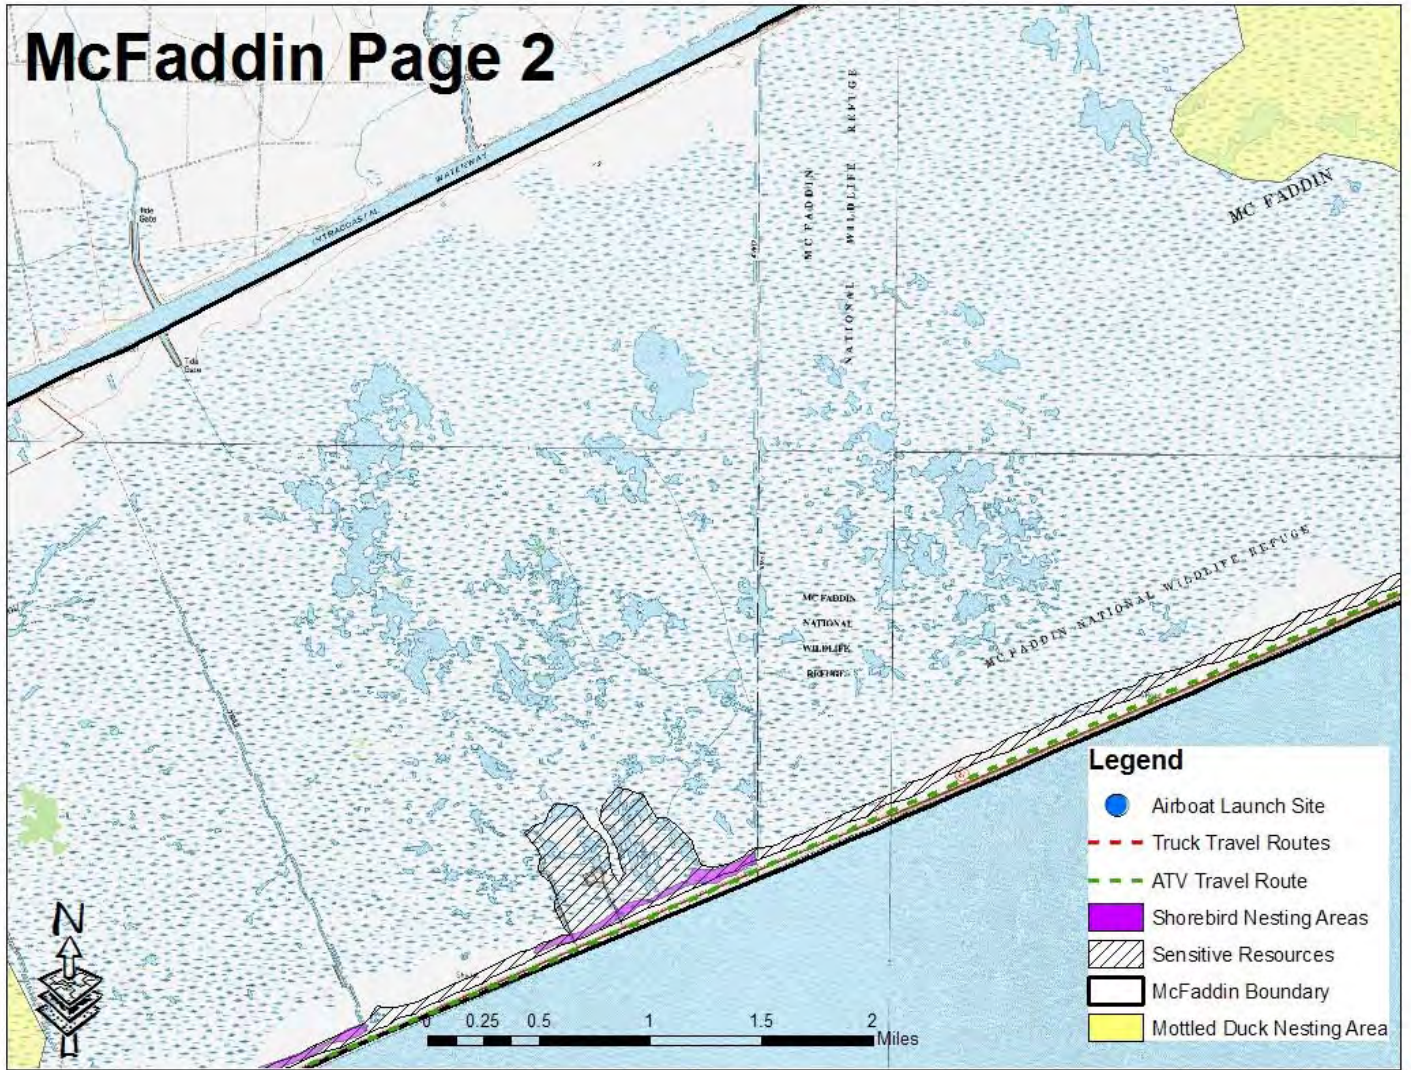 McFaddin Page 2
INTRACOASTAL WATERWAY
Tide
Gate
Tide
Gate
MC FADDIN
NATIONAL WILDLIFE REFUGE
MC FADDIN
MC FADDIN
NATIONAL
WILDLIFE
REFUGE
MC FADDIN NATIONAL WILDLIFE REFUGE
N
0 0.25 0.5 1 1.5 2
Miles
Legend
Airboat Launch Site
Truck Travel Routes
ATV Travel Route
Shorebird Nesting Areas
Sensitive Resources
McFaddin Boundary
Mottled Duck Nesting Area